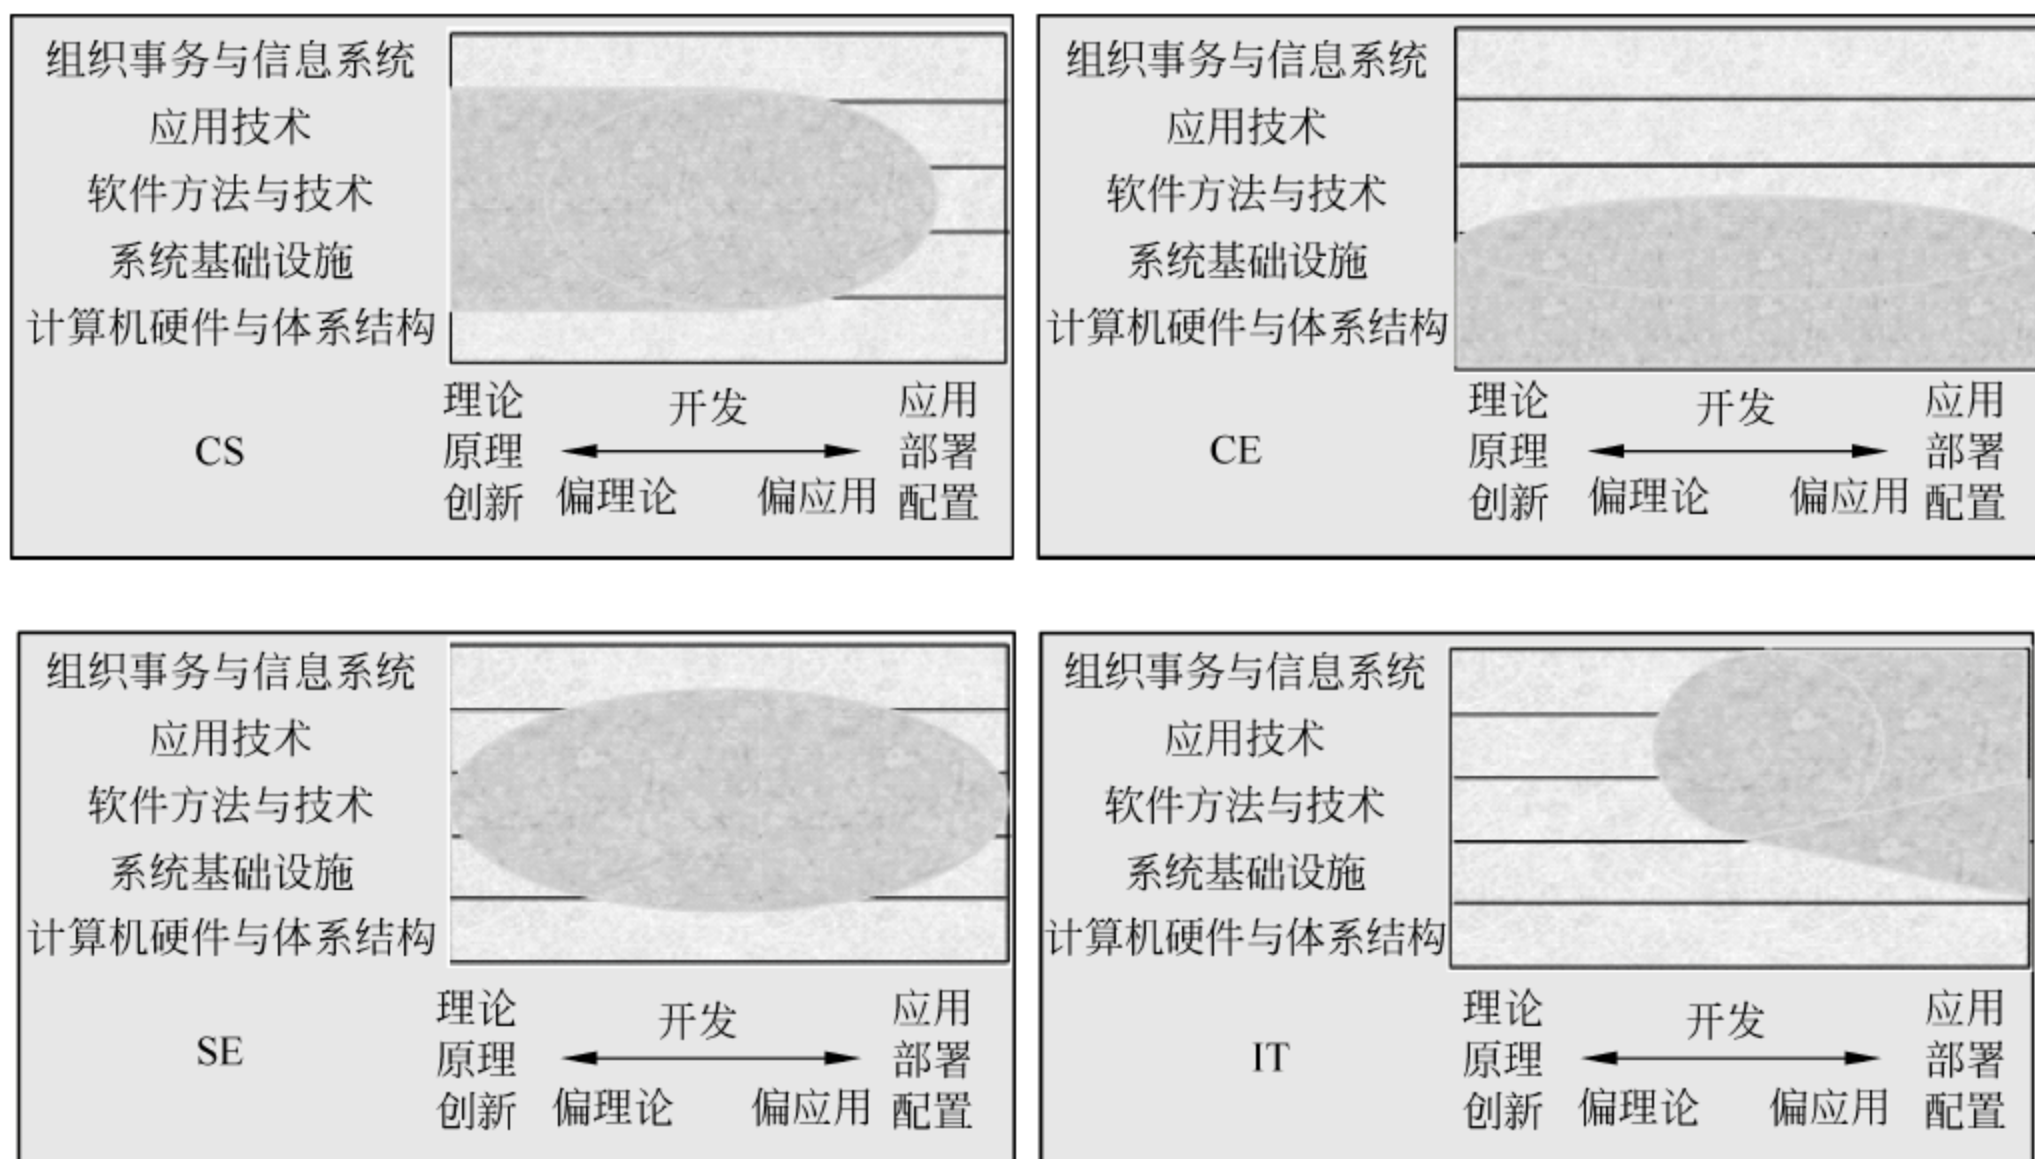 组织事务与信息系统
应用技术
软件方法与技术
系统基础设施
计算机硬件与体系结构
CS
理论
原理
创新
开发
偏理论
偏应用
应用
部署
配置
组织事务与信息系统
应用技术
软件方法与技术
系统基础设施
计算机硬件与体系结构
CE
理论
原理
创新
开发
偏理论
偏应用
应用
部署
配置
组织事务与信息系统
应用技术
软件方法与技术
系统基础设施
计算机硬件与体系结构
SE
理论
原理
创新
开发
偏理论
偏应用
应用
部署
配置
组织事务与信息系统
应用技术
软件方法与技术
系统基础设施
计算机硬件与体系结构
IT
理论
原理
创新
开发
偏理论
偏应用
应用
部署
配置